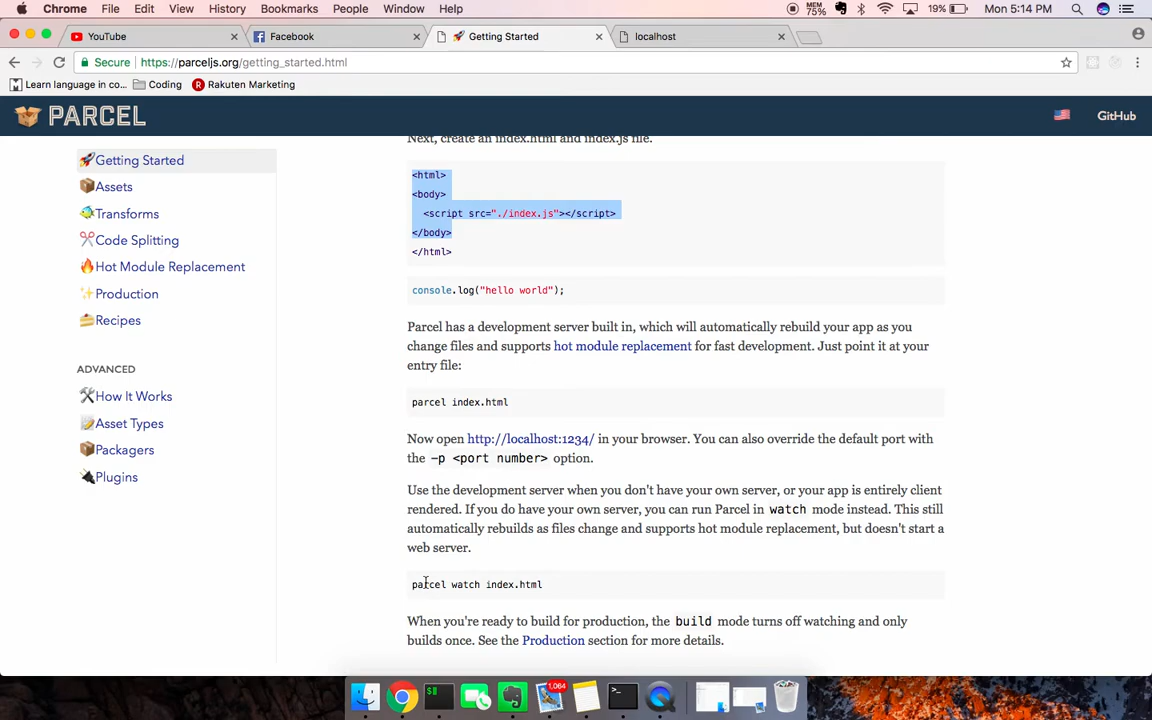 Chrome File Edit View History Bookmarks People Window Help MEM 75% 19% Mon 5:14 PM
YouTube Facebook Getting Started localhost
Secure https://parceljs.org/getting_started.html
Learn language in co... Coding Rakuten Marketing
PARCEL GitHub
Next, create an index.html and index.js file.
Getting Started
Assets
Transforms
Code Splitting
Hot Module Replacement
Production
Recipes
ADVANCED
How It Works
Asset Types
Packagers
Plugins
<html>
<body>
<script src="./index.js"></script>
</body>
</html>
console.log("hello world");
Parcel has a development server built in, which will automatically rebuild your app as you
change files and supports hot module replacement for fast development. Just point it at your
entry file:
parcel index.html
Now open http://localhost:1234/ in your browser. You can also override the default port with
the -p <port number> option.
Use the development server when you don't have your own server, or your app is entirely client
rendered. If you do have your own server, you can run Parcel in watch mode instead. This still
automatically rebuilds as files change and supports hot module replacement, but doesn't start a
web server.
parcel watch index.html
When you're ready to build for production, the build mode turns off watching and only
builds once. See the Production section for more details.
1,064